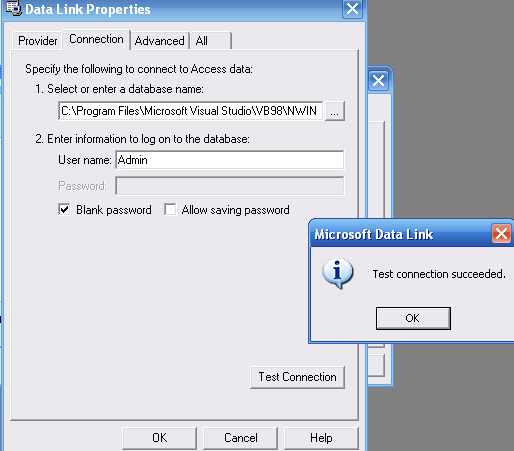 Data Link Properties
Provider Connection Advanced All
Specify the following to connect to Access data:
1. Select or enter a database name:
C:\Program Files\Microsoft Visual Studio\VB98\NWIN ...
2. Enter information to log on to the database:
User name: Admin
Password:
Blank password Allow saving password
Microsoft Data Link
Test connection succeeded.
OK
Test Connection
OK Cancel Help